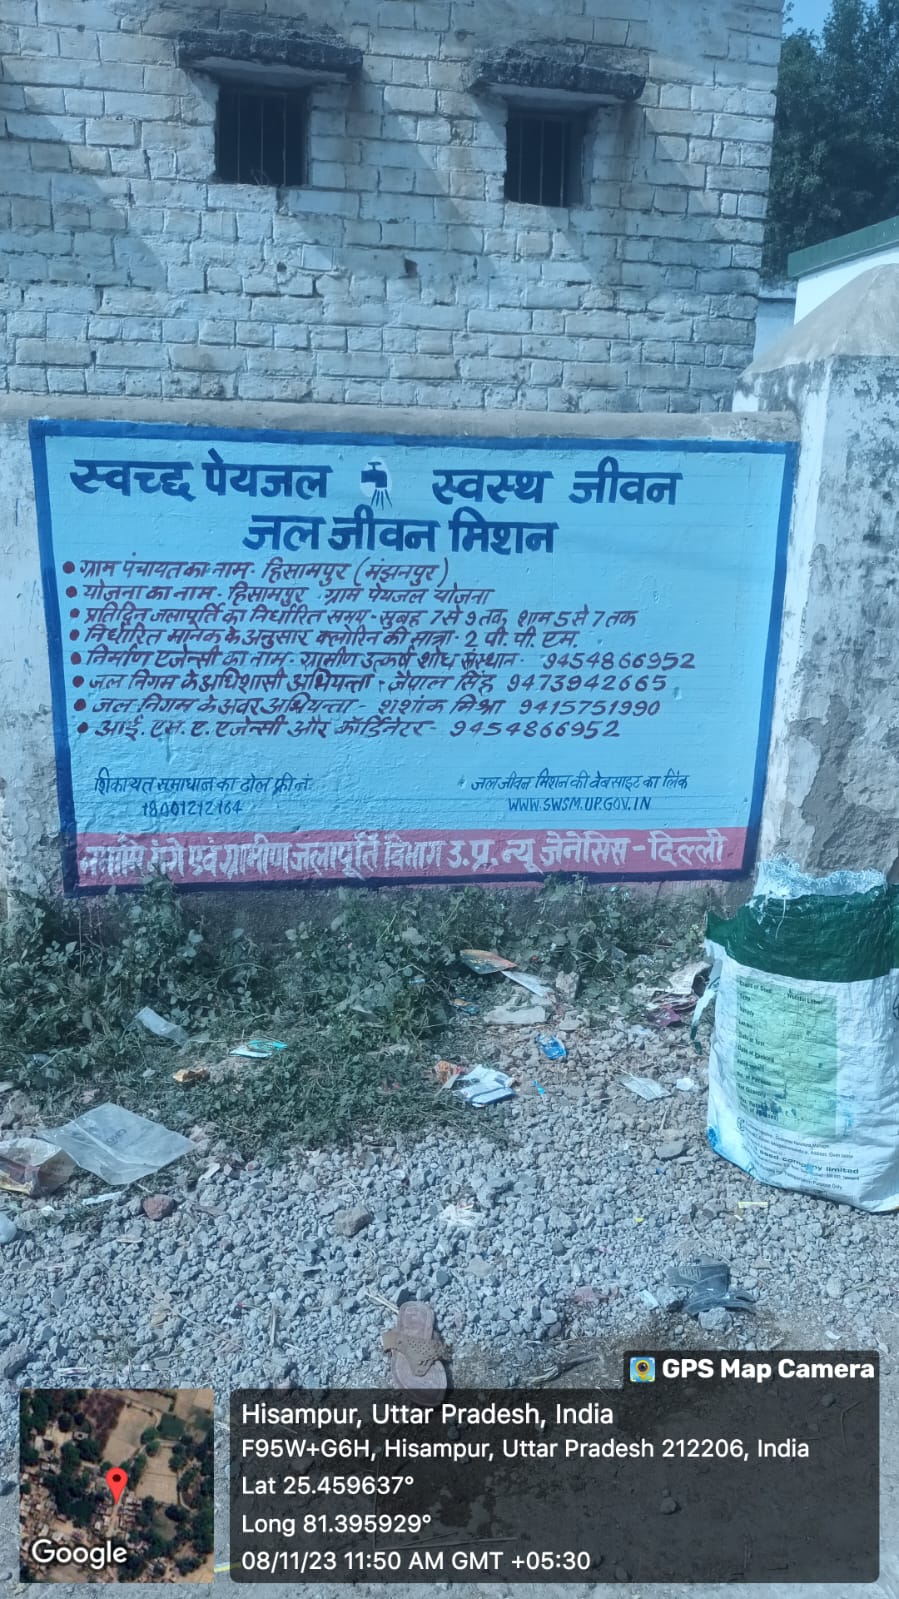 स्वच्छ पेयजल स्वस्थ जीवन
जल जीवन मिशन
• ग्राम पंचायत का नाम- हिसामपुर (मंझनपुर)
• योजना का नाम- हिसामपुर ग्राम पेयजल योजना
• प्रतिदिन जलापूर्ति का निर्धारित समय- सुबह 7 से 9 तक शाम 5 से 7 तक
• निर्धारित मानक के अनुसार क्लोरिन की मात्रा- 2 पी. पी. एम.
• निर्माण एजेन्सी का नाम- ग्रामीण उत्कर्ष शोध संस्थान- 9454866952
• जल निगम के अधिशासी अभियन्ता - जैपाल सिंह 9473942665
• जल निगम के अवर अभियन्ता - शशांक मिश्रा 9415751990
• आई. एस. ए. एजेन्सी और कॉर्डिनेटर- 9454866952
शिकायत समाधान का टोल फ्री नं.
18001212164
• जल जीवन मिशन की वेबसाइट का लिंक
WWW.SWSM.UP.GOV.IN
नमामि गंगे एवं ग्रामीण जलापूर्ति विभाग उ.प्र. न्यू जेनेसिस - दिल्ली
limited
GPS Map Camera
Hisampur, Uttar Pradesh, India
F95W+G6H, Hisampur, Uttar Pradesh 212206, India
Lat 25.459637°
Long 81.395929°
08/11/23 11:50 AM GMT +05:30
Google